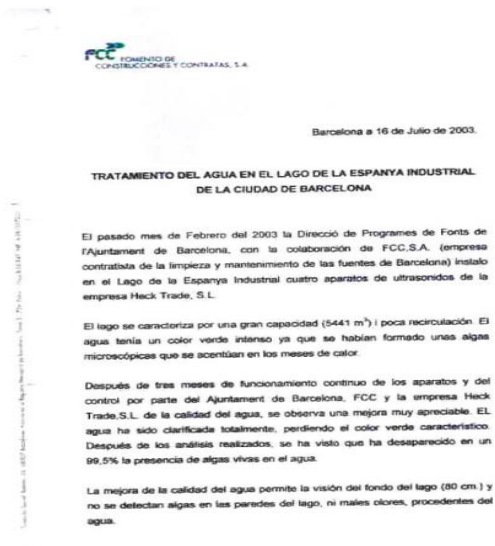 FCC FOMENTO DE
CONSTRUCCIONES Y CONTRATAS, S.A.
Barcelona a 16 de Julio de 2003.
TRATAMIENTO DEL AGUA EN EL LAGO DE LA ESPANYA INDUSTRIAL
DE LA CIUDAD DE BARCELONA
El pasado mes de Febrero del 2003 la Direcció de Programes de Fonts de
l'Ajuntament de Barcelona, con la colaboración de FCC,S.A. (empresa
contratista de la limpieza y mantenimiento de las fuentes de Barcelona) instalo
en el Lago de la Espanya Industrial cuatro aparatos de ultrasonidos de la
empresa Heck Trade, S.L.
El lago se caracteriza por una gran capacidad (5441 m³) i poca recirculación. El
agua tenía un color verde intenso ya que se habían formado unas algas
microscópicas que se acentúan en los meses de calor.
Después de tres meses de funcionamiento continuo de los aparatos y del
control por parte del Ajuntament de Barcelona, FCC y la empresa Heck
Trade,S.L. de la calidad del agua, se observa una mejora muy apreciable. EL
agua ha sido clarificada totalmente, perdiendo el color verde característico.
Después de los análisis realizados, se ha visto que ha desaparecido en un
99,5% la presencia de algas vivas en el agua.
La mejora de la calidad del agua permite la visión del fondo del lago (80 cm.) y
no se detectan algas en las paredes del lago, ni males olores, procedentes del
agua.